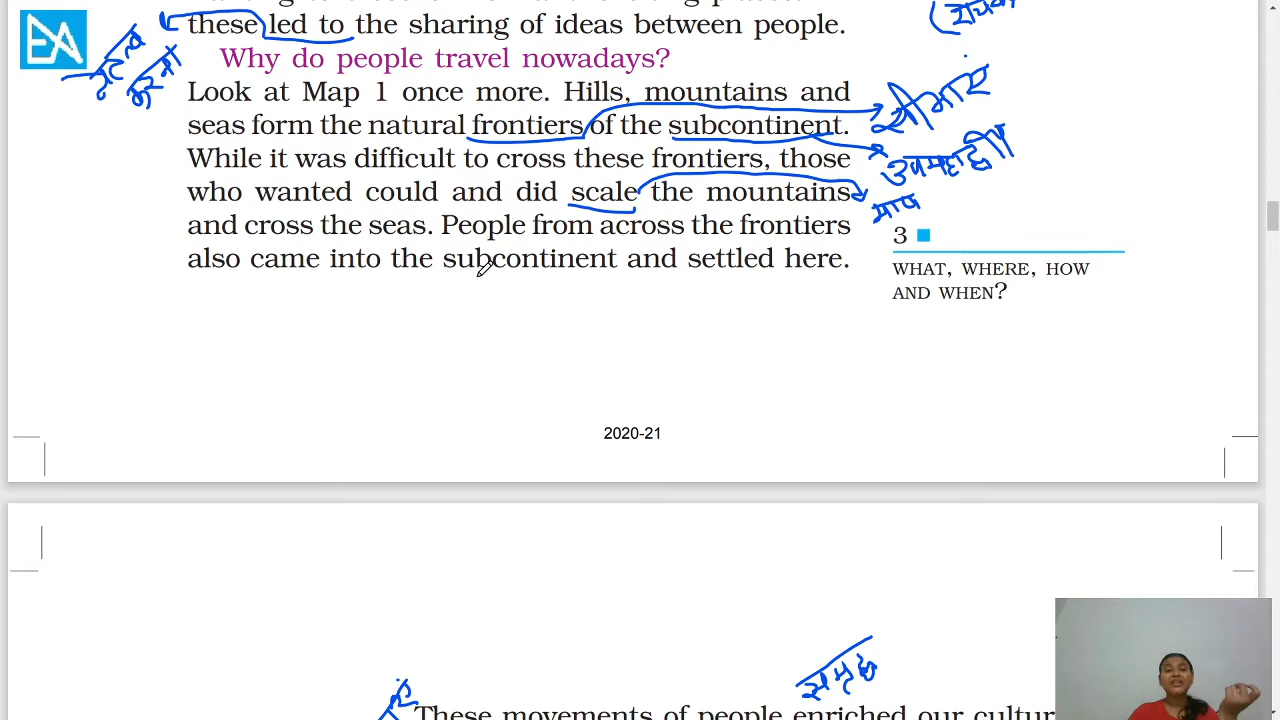 these led to the sharing of ideas between people.
Why do people travel nowadays?
Look at Map 1 once more. Hills, mountains and
seas form the natural frontiers of the subcontinent.
While it was difficult to cross these frontiers, those
who wanted could and did scale the mountains
and cross the seas. People from across the frontiers
also came into the subcontinent and settled here.
EA
सीमाएं
उपमहाद्वीप
माप
3
WHAT, WHERE, HOW
AND WHEN?
2020-21
समृद्ध
These movements of people enriched our cultur